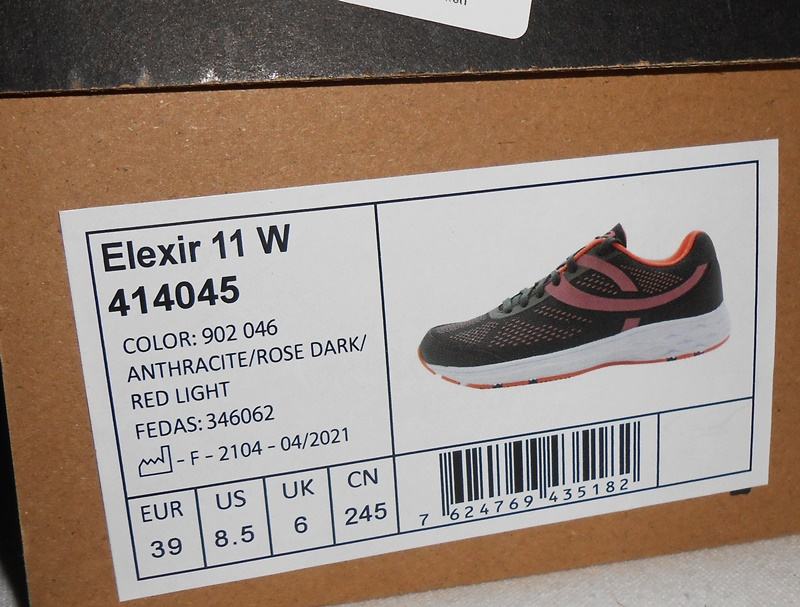 Elexir 11 W
414045
COLOR: 902 046
ANTHRACITE/ROSE DARK/
RED LIGHT
FEDAS: 346062
- F - 2104 - 04/2021
EUR US UK CN
39 8.5 6 245
7 624769 435182